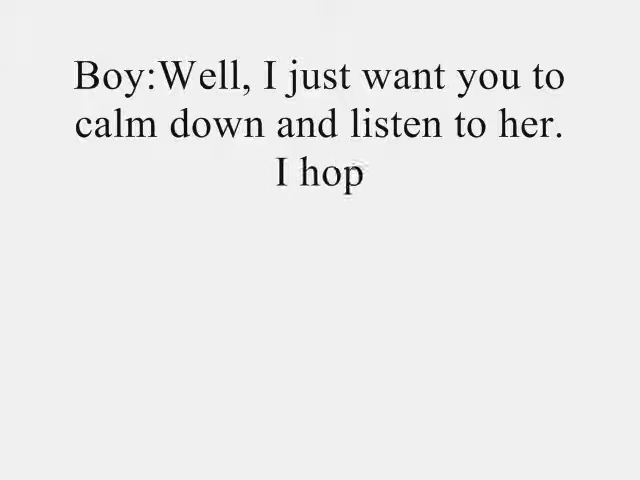 Boy:Well, I just want you to
calm down and listen to her.
I hop